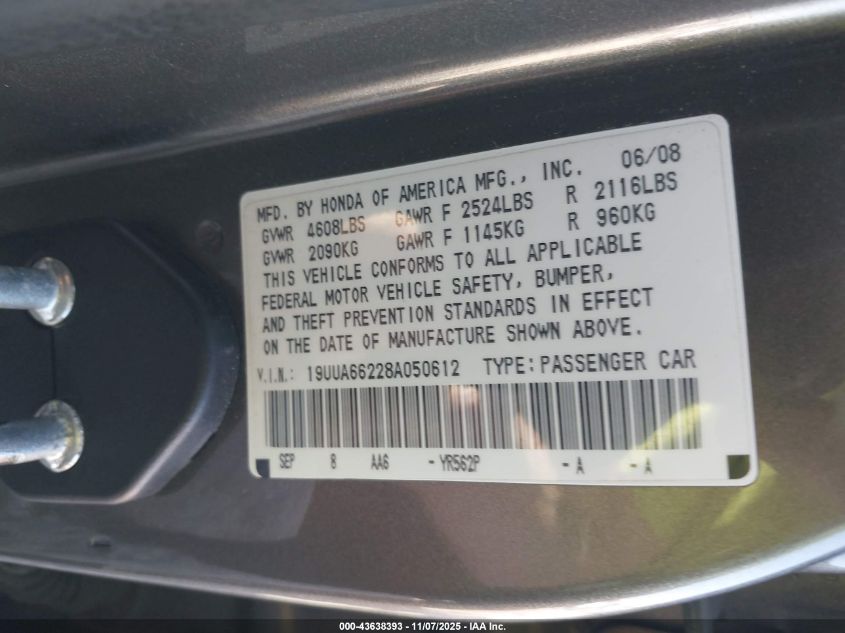 MFD. BY HONDA OF AMERICA MFG., INC. 06/08
GVWR 4608LBS GAWR F 2524LBS R 2116LBS
GVWR 2090KG GAWR F 1145KG R 960KG
THIS VEHICLE CONFORMS TO ALL APPLICABLE
FEDERAL MOTOR VEHICLE SAFETY, BUMPER,
AND THEFT PREVENTION STANDARDS IN EFFECT
ON THE DATE OF MANUFACTURE SHOWN ABOVE.
V.I.N.: 19UUA66228A050612 TYPE: PASSENGER CAR
SEP 8 AA6 - YR562P - A - A
000-43638393 - 11/07/2025 - IAA Inc.